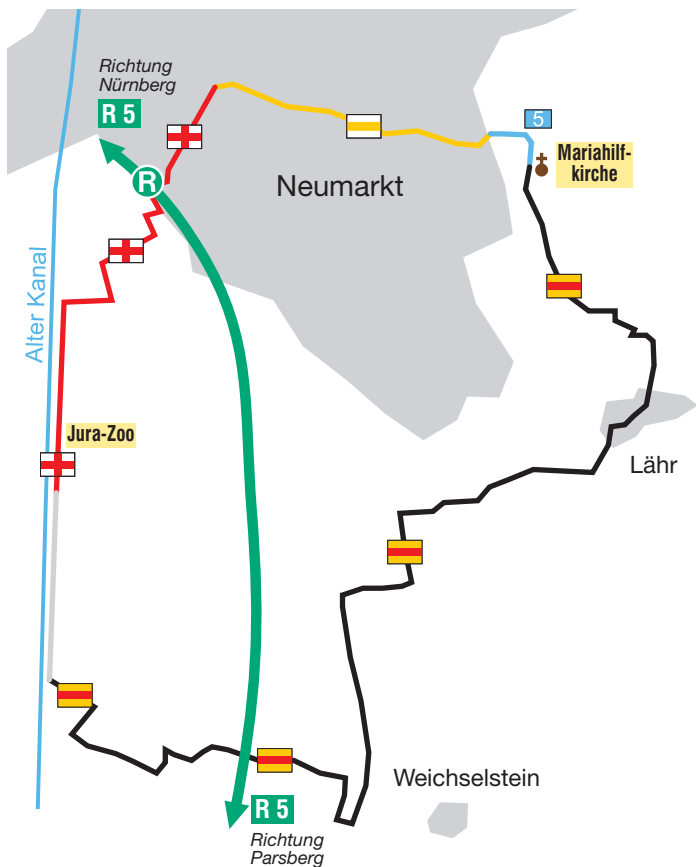 Richtung
Nürnberg
R 5
R
5
Mariahilf-
kirche
Neumarkt
Alter Kanal
Jura-Zoo
Lähr
Weichselstein
R 5
Richtung
Parsberg